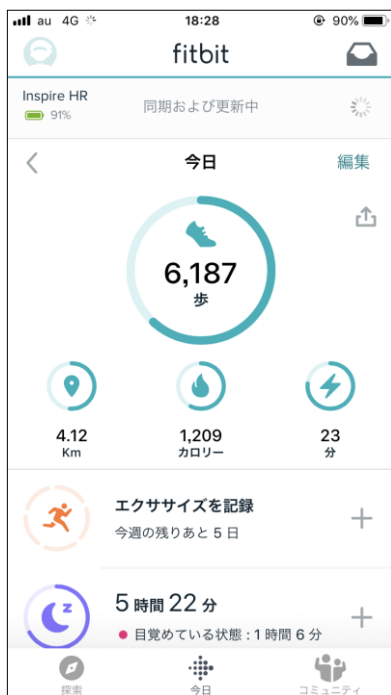 au 4G 18:28 90%
fitbit
Inspire HR
91%
同期および更新中
今日 編集
6,187
歩
4.12 1,209 23
Km カロリー 分
エクササイズを記録
今週の残りあと 5 日
5 時間 22 分
目覚めている状態 : 1 時間 6 分
探索 今日 コミュニティ